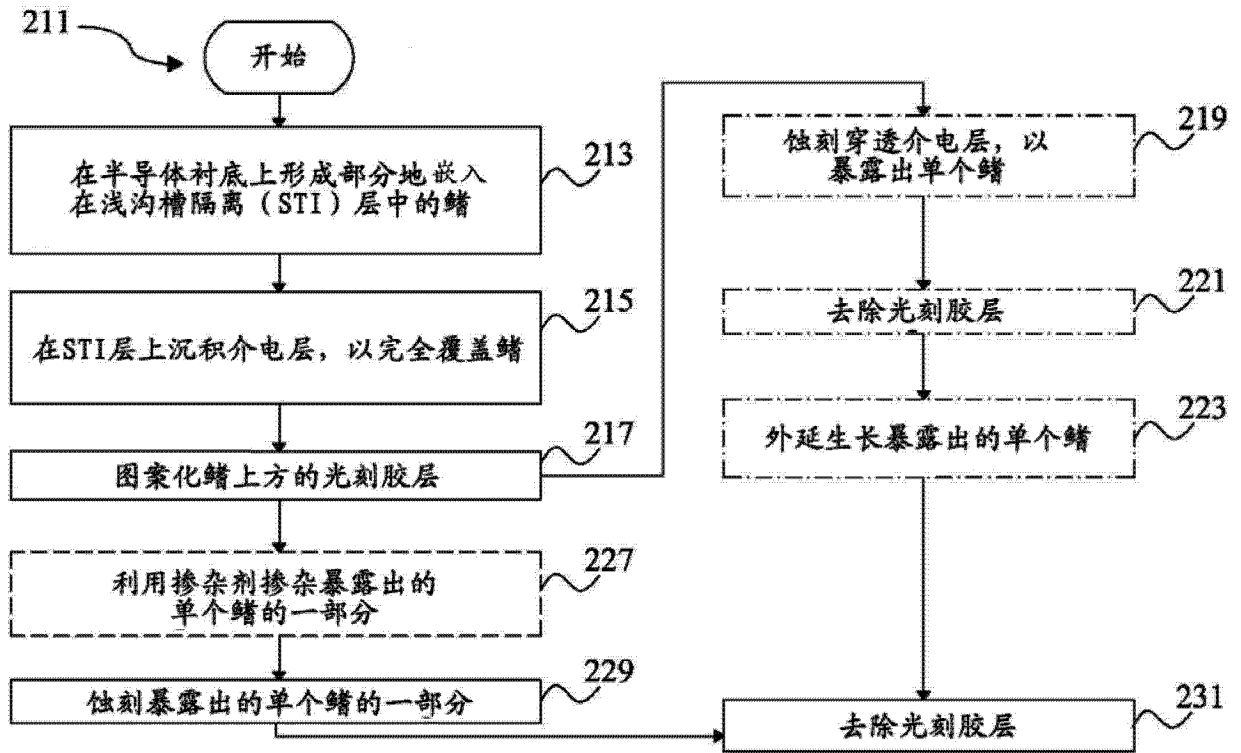 211
开始
在半导体衬底上形成部分地嵌入
在浅沟槽隔离（STI）层中的鳍
213
在STI层上沉积介电层，以完全覆盖鳍
215
图案化鳍上方的光刻胶层
217
利用掺杂剂掺杂暴露出的
单个鳍的一部分
227
蚀刻暴露出的单个鳍的一部分
229
蚀刻穿透介电层，以
暴露出单个鳍
219
去除光刻胶层
221
外延生长暴露出的单个鳍
223
去除光刻胶层
231